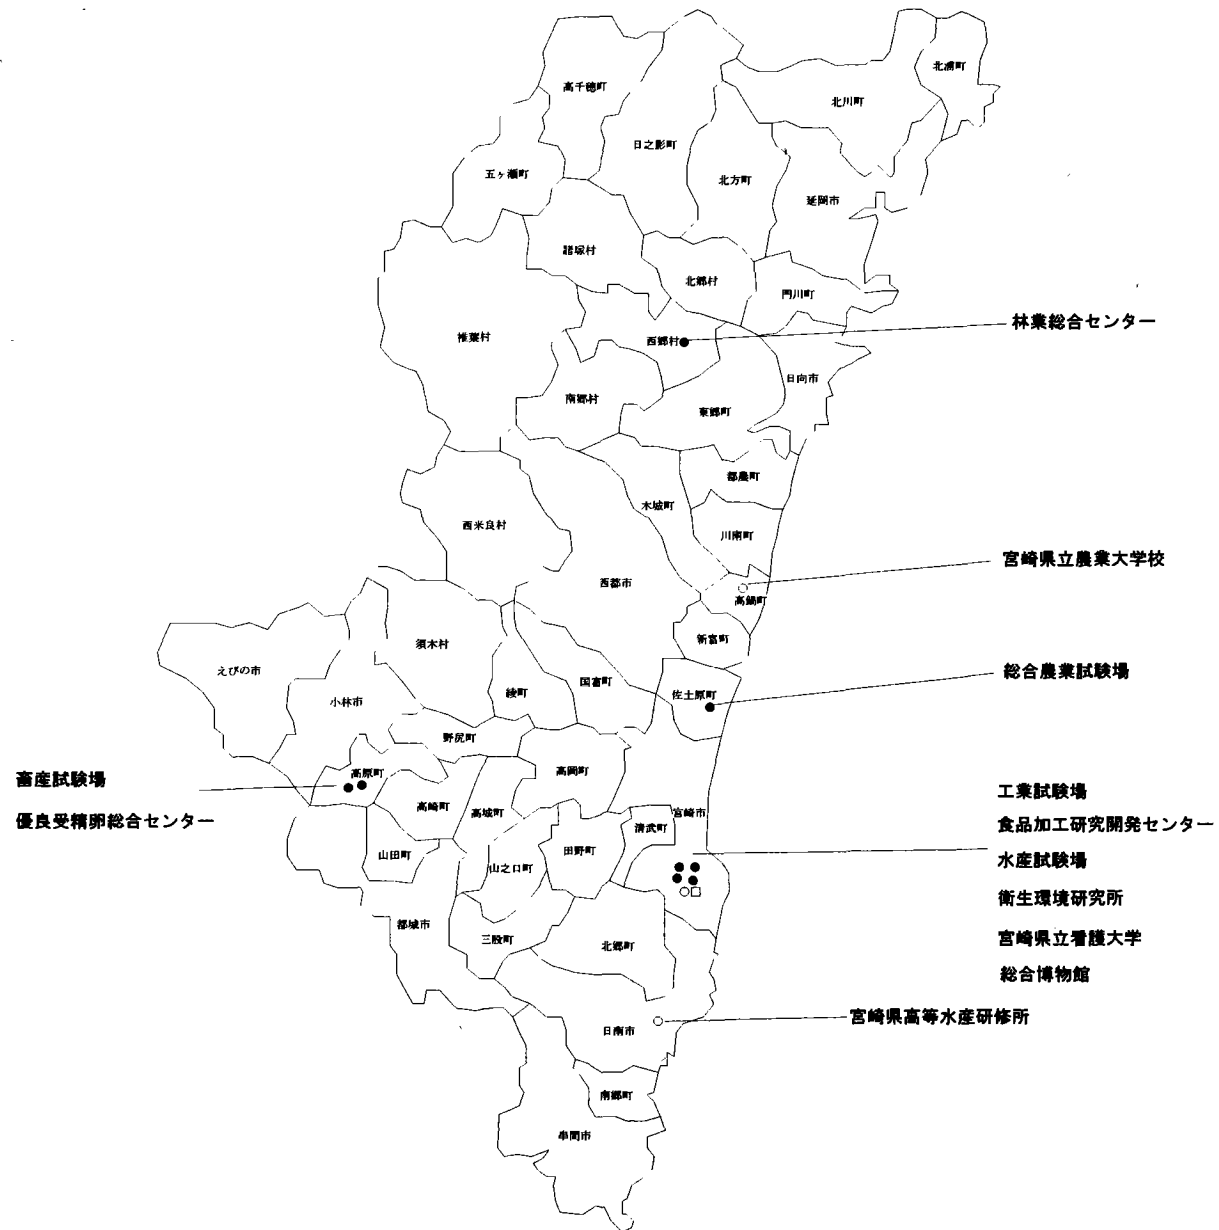 北浦町
高千穂町
北川町
日之影町
五ヶ瀬町
北方町
延岡市
諸塚村
北郷村
門川町
林業総合センター
椎葉村
西郷村
日向市
南郷村
東郷町
都農町
木城町
西米良村
川南町
宮崎県立農業大学校
西都市
高鍋町
新富町
須木村
えびの市
総合農業試験場
国富町
綾町
佐土原町
小林市
野尻町
畜産試験場
高原町
高岡町
工業試験場
優良受精卵総合センター
高崎町
高城町
宮崎市
清武町
食品加工研究開発センター
山田町
田野町
山之口町
水産試験場
衛生環境研究所
都城市
三股町
北郷町
宮崎県立看護大学
総合博物館
宮崎県高等水産研修所
日南市
南郷町
串間市